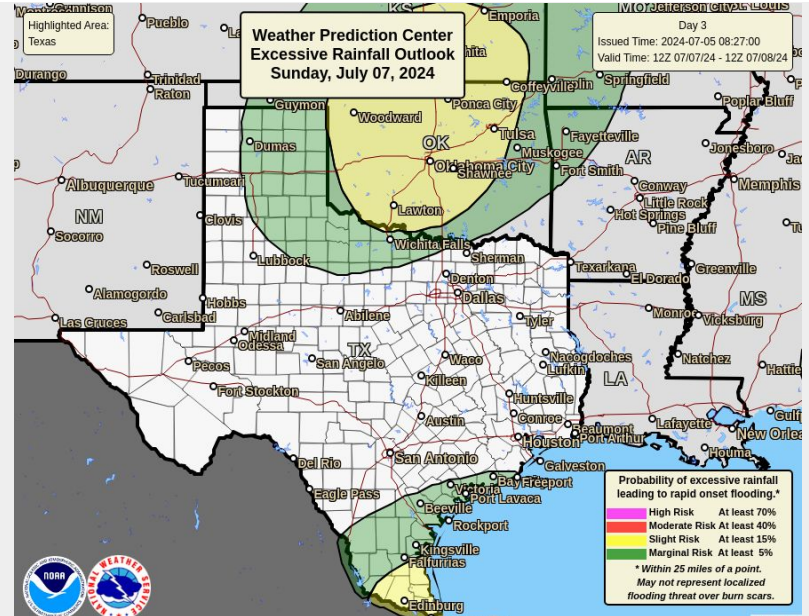 Highlighted Area:
Texas
Weather Prediction Center
Excessive Rainfall Outlook
Sunday, July 07, 2024
Day 3
Issued Time: 2024-07-05 08:27:00
Valid Time: 12Z 07/07/24 - 12Z 07/08/24
KS
Emporia
Pueblo
Durango
Trinidad
Raton
Coffeyville
Joplin
Springfield
Poplar Bluff
Guymon
Woodward
Ponca City
OK
Tulsa
Fayetteville
Jonesboro
Dumas
Muskogee
AR
Oklahoma City
Shawnee
Fort Smith
Albuquerque
Tucumcari
Conway
Memphis
Little Rock
NM
Clovis
Lawton
Hot Springs
Pine Bluff
Socorro
Wichita Falls
Lubbock
Sherman
Roswell
Texarkana
Greenville
El Dorado
Denton
Alamogordo
Hobbs
Dallas
MS
Carlsbad
Las Cruces
Abilene
Tyler
Monroe
Vicksburg
Midland
Odessa
TX
Waco
Nacogdoches
Natchez
Pecos
San Angelo
Lufkin
Killeen
LA
Fort Stockton
Huntsville
Austin
Conroe
Lafayette
Beaumont
New Orlea
Houston
Port Arthur
San Antonio
Houma
Del Rio
Galveston
Freeport
Eagle Pass
Victoria
Port Lavaca
Beeville
Rockport
Kingsville
Falfurrias
Edinburg
Probability of excessive rainfall
leading to rapid onset flooding.*
High Risk At least 70%
Moderate Risk At least 40%
Slight Risk At least 15%
Marginal Risk At least 5%
* Within 25 miles of a point.
May not represent localized
flooding threat over burn scars.
NOAA
NATIONAL WEATHER SERVICE